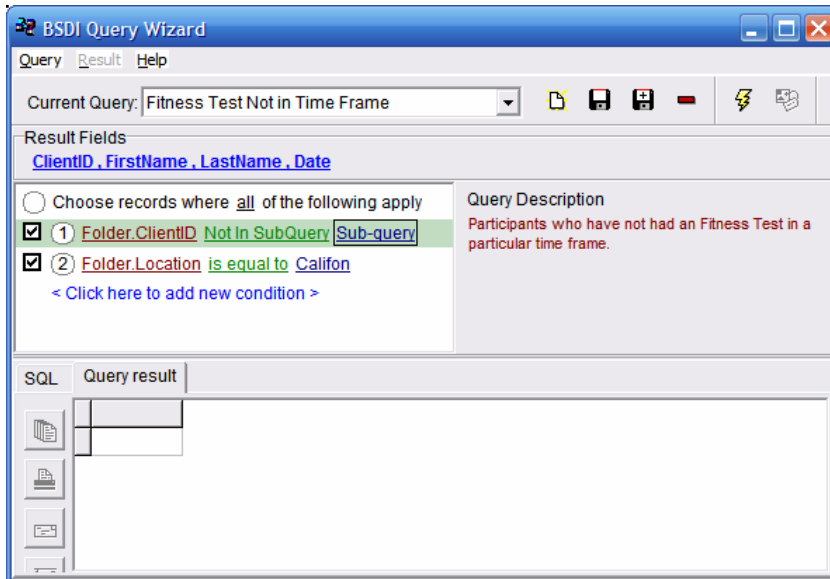 BSDI Query Wizard
Query Result Help
Current Query: Fitness Test Not in Time Frame
Result Fields
ClientID , FirstName , LastName , Date
Choose records where all of the following apply
1 Folder.ClientID Not In SubQuery Sub-query
2 Folder.Location is equal to Califon
< Click here to add new condition >
Query Description
Participants who have not had an Fitness Test in a
particular time frame.
SQL Query result